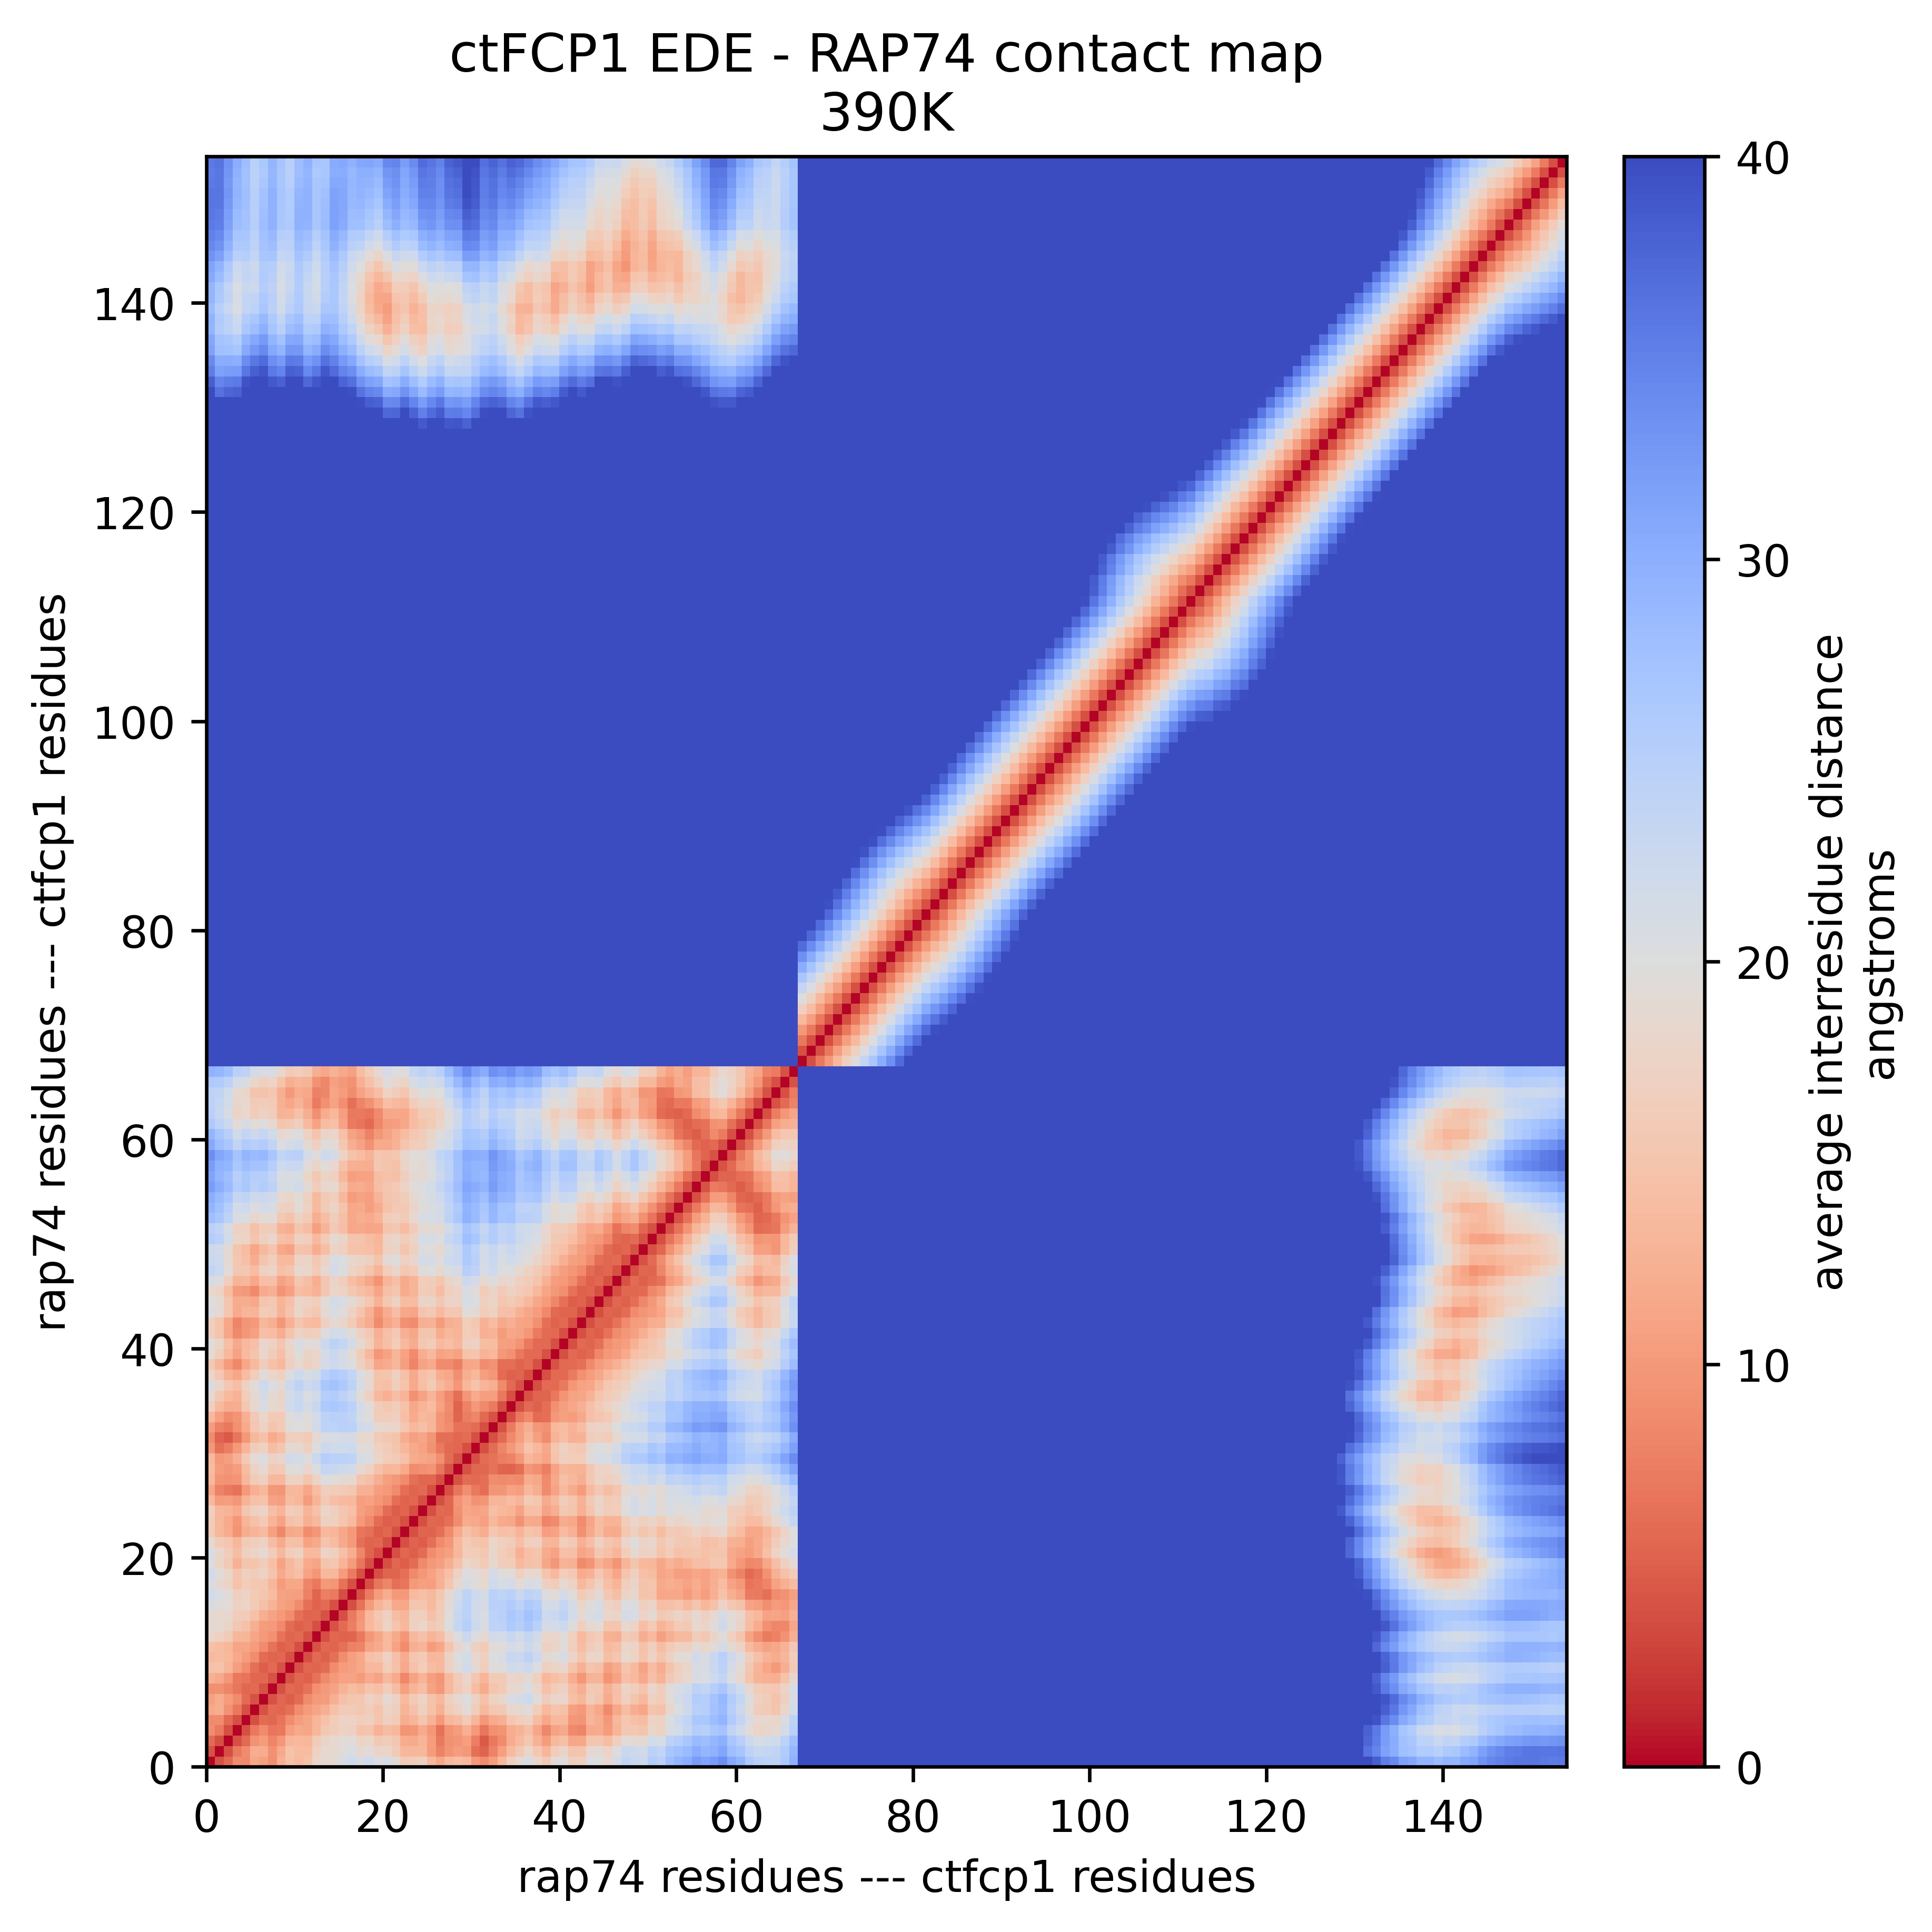 ctFCP1 EDE - RAP74 contact map
390K
rap74 residues --- ctfcp1 residues
140
120
100
80
60
40
20
0
0 20 40 60 80 100 120 140
rap74 residues --- ctfcp1 residues
40
30
20
10
0
average interresidue distance
angstroms